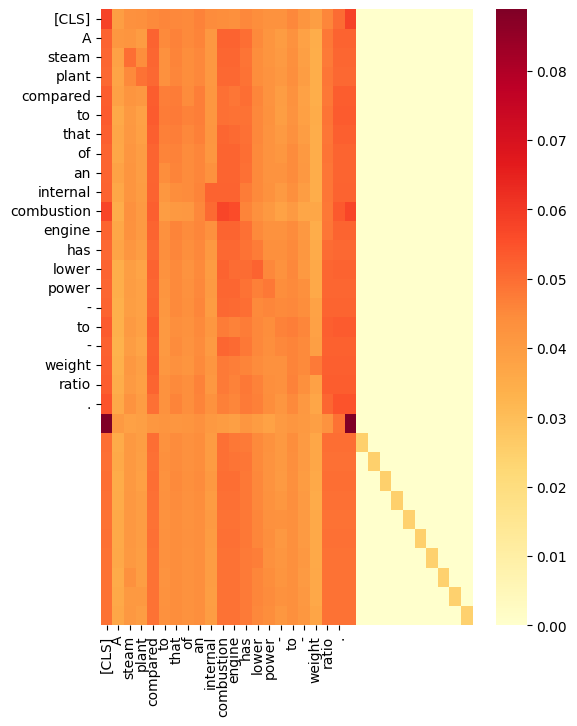 [CLS]
A
steam
plant
compared
to
that
of
an
internal
combustion
engine
has
lower
power
-
to
-
weight
ratio
.
0.08
0.07
0.06
0.05
0.04
0.03
0.02
0.01
0.00
[CLS]
A
steam
plant
compared
to
that
of
an
internal
combustion
engine
has
lower
power
-
to
-
weight
ratio
.